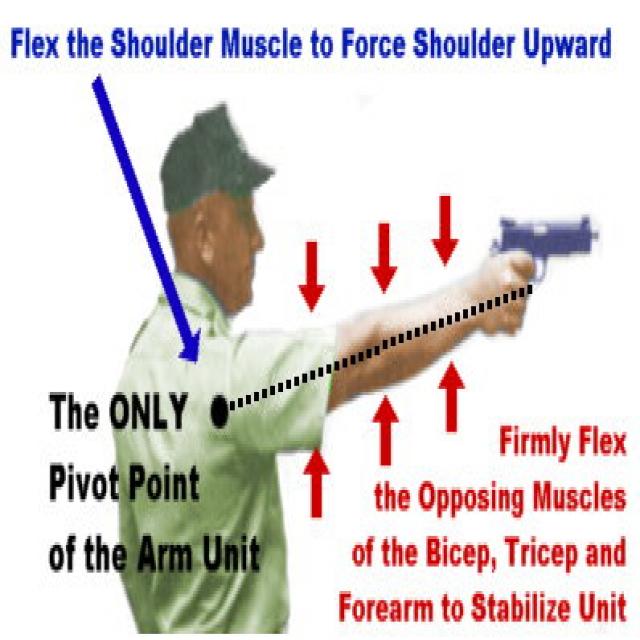 Flex the Shoulder Muscle to Force Shoulder Upward
The ONLY
Pivot Point
of the Arm Unit
Firmly Flex
the Opposing Muscles
of the Bicep, Tricep and
Forearm to Stabilize Unit